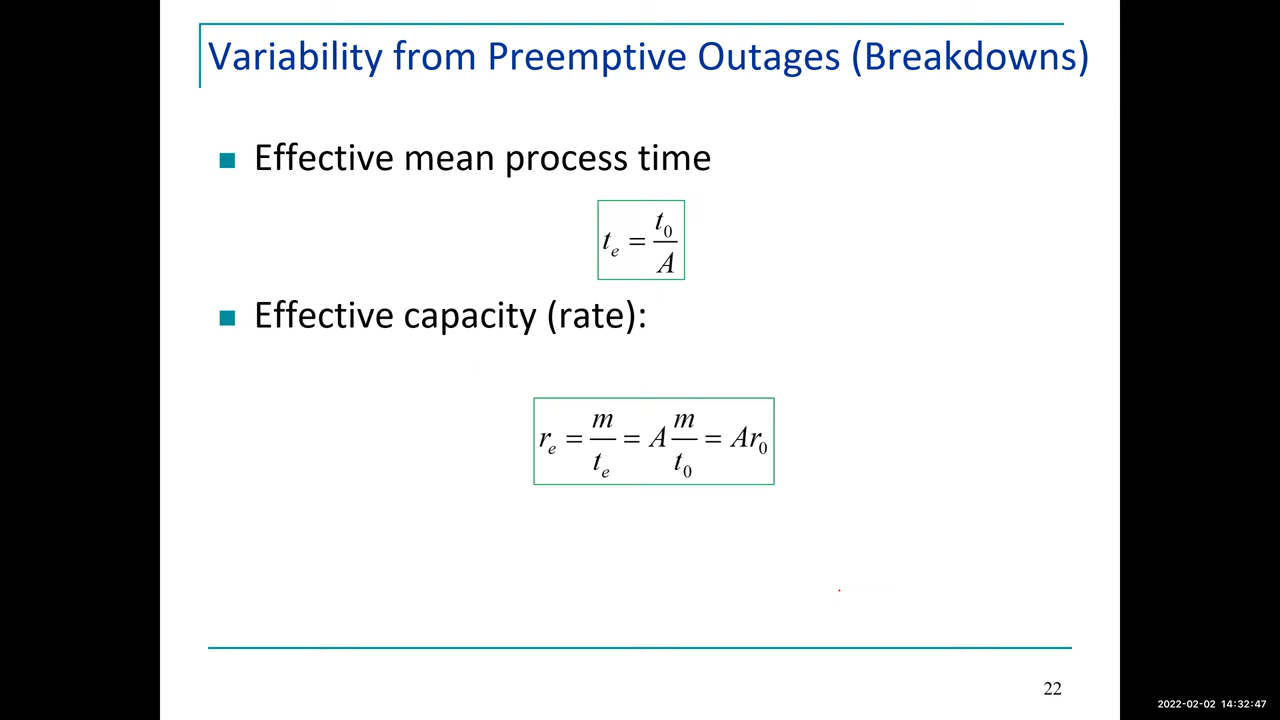 Variability from Preemptive Outages (Breakdowns)
Effective mean process time
t_e = t_0 / A
Effective capacity (rate):
r_e = m / t_e = A m / t_0 = A r_0
22
2022-02-02 14:32:47